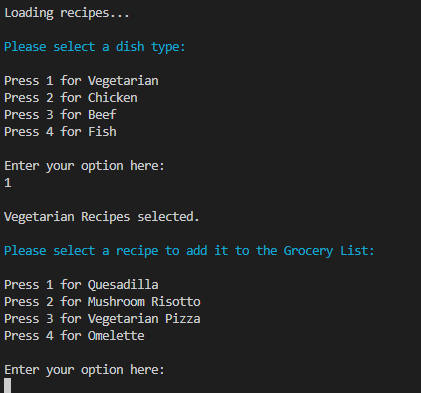 Loading recipes...
Please select a dish type:
Press 1 for Vegetarian
Press 2 for Chicken
Press 3 for Beef
Press 4 for Fish
Enter your option here:
1
Vegetarian Recipes selected.
Please select a recipe to add it to the Grocery List:
Press 1 for Quesadilla
Press 2 for Mushroom Risotto
Press 3 for Vegetarian Pizza
Press 4 for Omelette
Enter your option here: